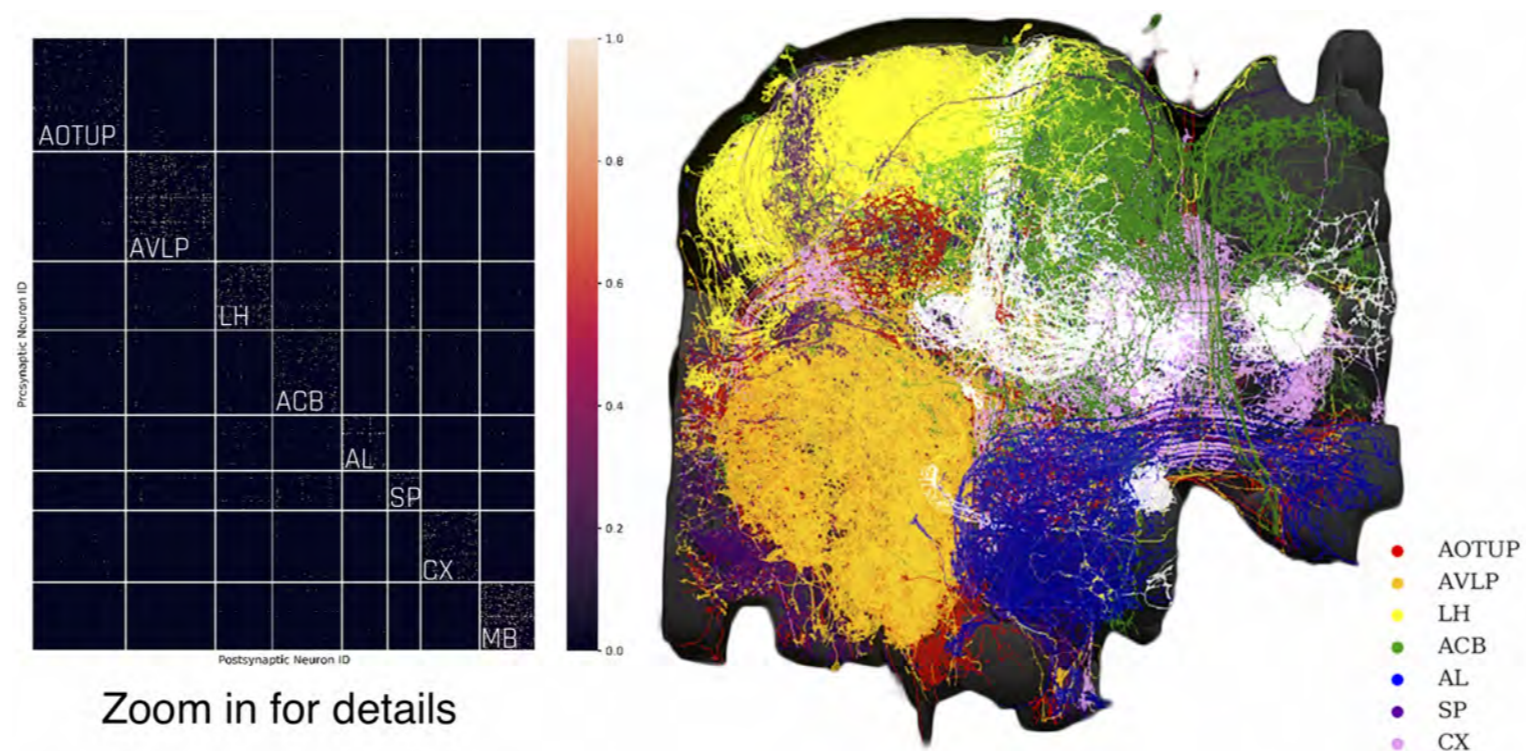 AOTUP
AVLP
LH
ACB
AL
SP
CX
MB
Presynaptic Neuron ID
Postsynaptic Neuron ID
1.0
0.8
0.6
0.4
0.2
0.0
Zoom in for details
AOTUP
AVLP
LH
ACB
AL
SP
CX